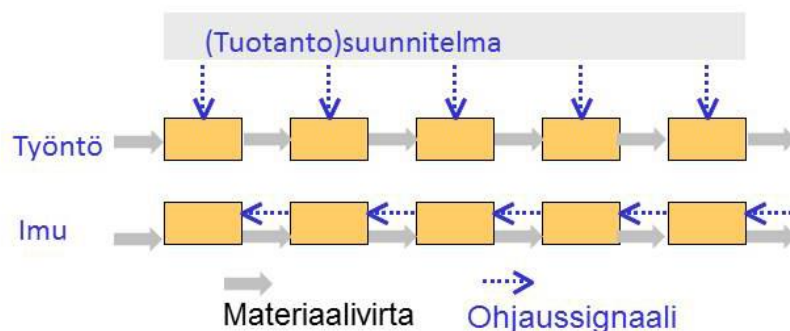 (Tuotanto)suunnitelma
Työntö
Imu
Materiaalivirta
Ohjaussignaali